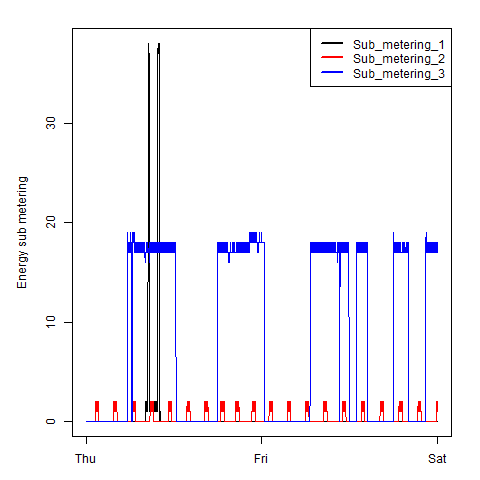 Sub_metering_1
Sub_metering_2
Sub_metering_3
Energy sub metering
30
20
10
0
Thu Fri Sat